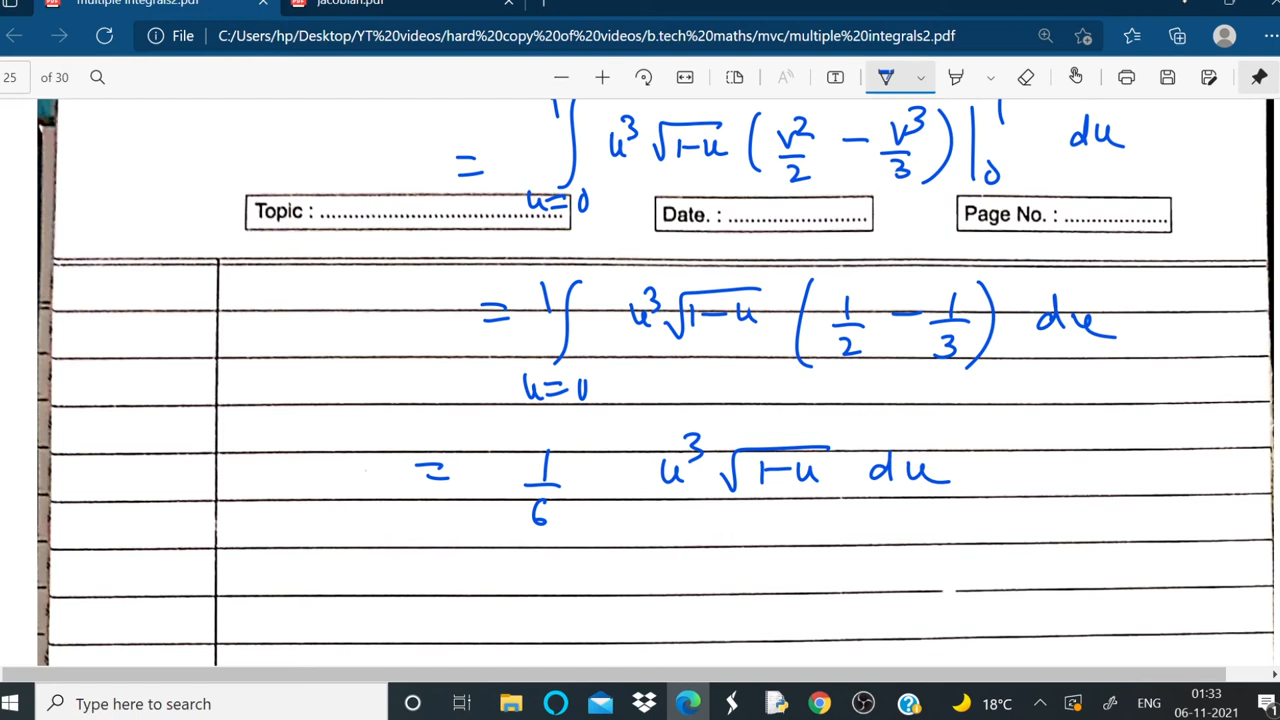 multiple integrals2.pdf jacobian.pdf
File C:/Users/hp/Desktop/YT%20videos/hard%20copy%20of%20videos/b.tech%20maths/mvc/multiple%20integrals2.pdf
25 of 30
= ∫_{u=0}^{1} u³ √(1-u) (v²/2 - v³/3) |₀¹ du
Topic : .......................................... Date. : ........................ Page No. : ..................
= ∫_{u=0}^{1} u³ √(1-u) (1/2 - 1/3) du
= 1/6 u³ √(1-u) du
Type here to search 18°C ENG 01:33
06-11-2021